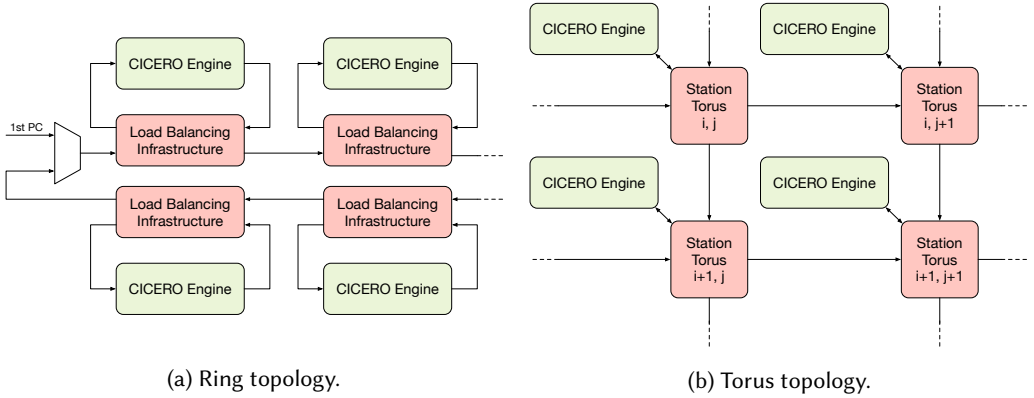 CICERO Engine
CICERO Engine
1st PC
Load Balancing
Infrastructure
Load Balancing
Infrastructure
Load Balancing
Infrastructure
Load Balancing
Infrastructure
CICERO Engine
CICERO Engine
(a) Ring topology.
CICERO Engine
CICERO Engine
Station
Torus
i, j
Station
Torus
i, j+1
CICERO Engine
CICERO Engine
Station
Torus
i+1, j
Station
Torus
i+1, j+1
(b) Torus topology.